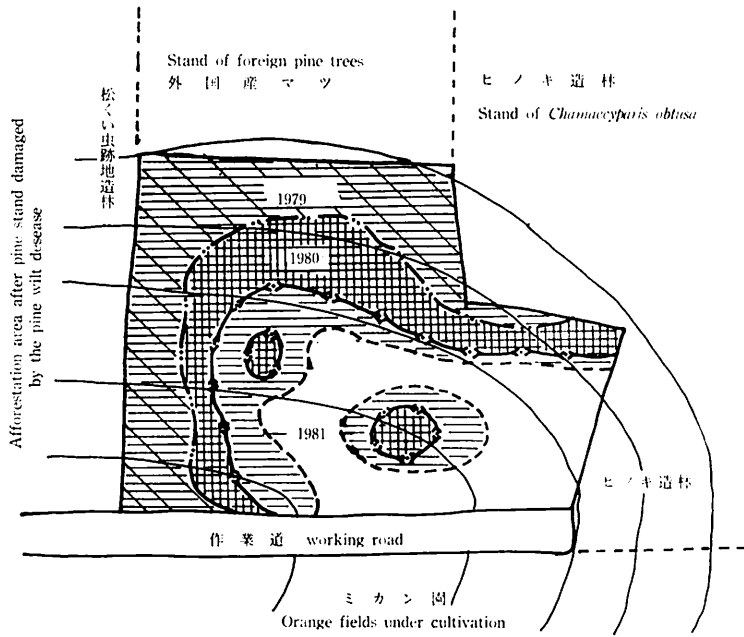 Stand of foreign pine trees
外国産マツ
ヒノキ造林
Stand of Chamaecyparis obtusa
松くい虫跡地造林
Afforestation area after pine stand damaged
by the pine wilt desease
1979
1980
1981
ヒノキ造林
作業道 working road
ミカン園
Orange fields under cultivation